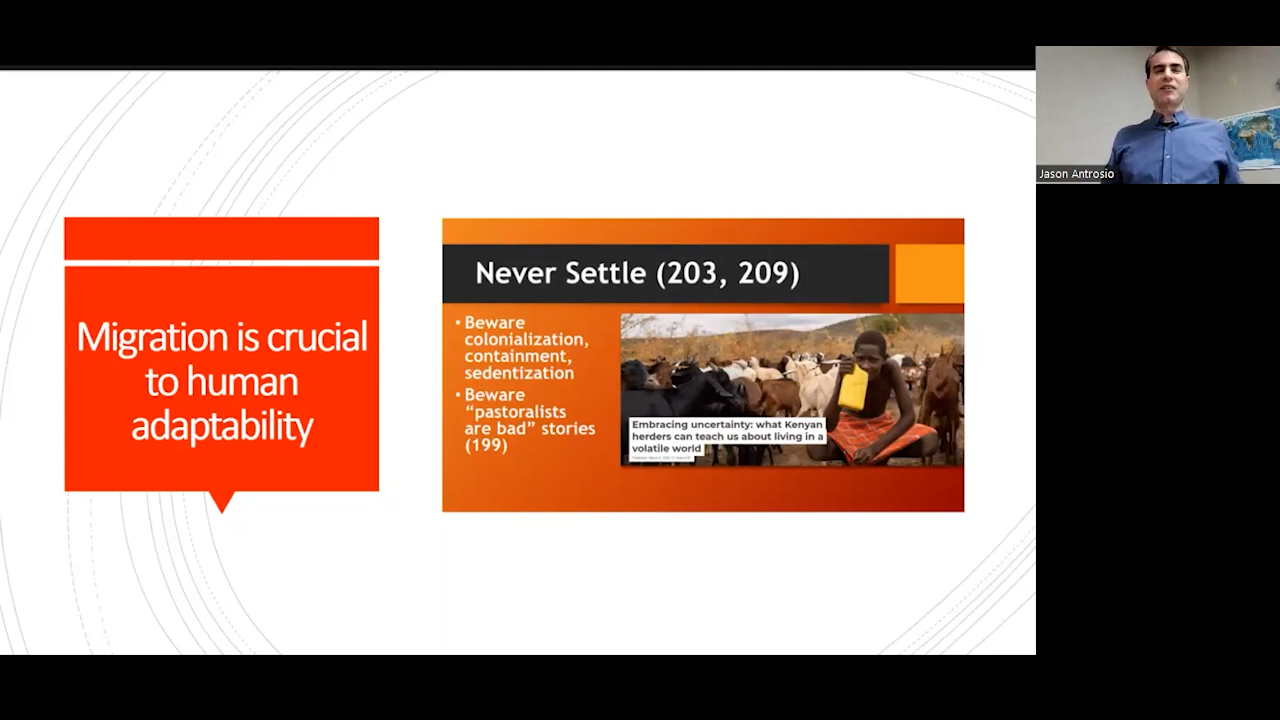 Jason Antrosio
Migration is crucial
to human
adaptability
Never Settle (203, 209)
• Beware
colonialization,
containment,
sedentization
• Beware
“pastoralists
are bad” stories
(199)
Embracing uncertainty: what Kenyan
herders can teach us about living in a
volatile world